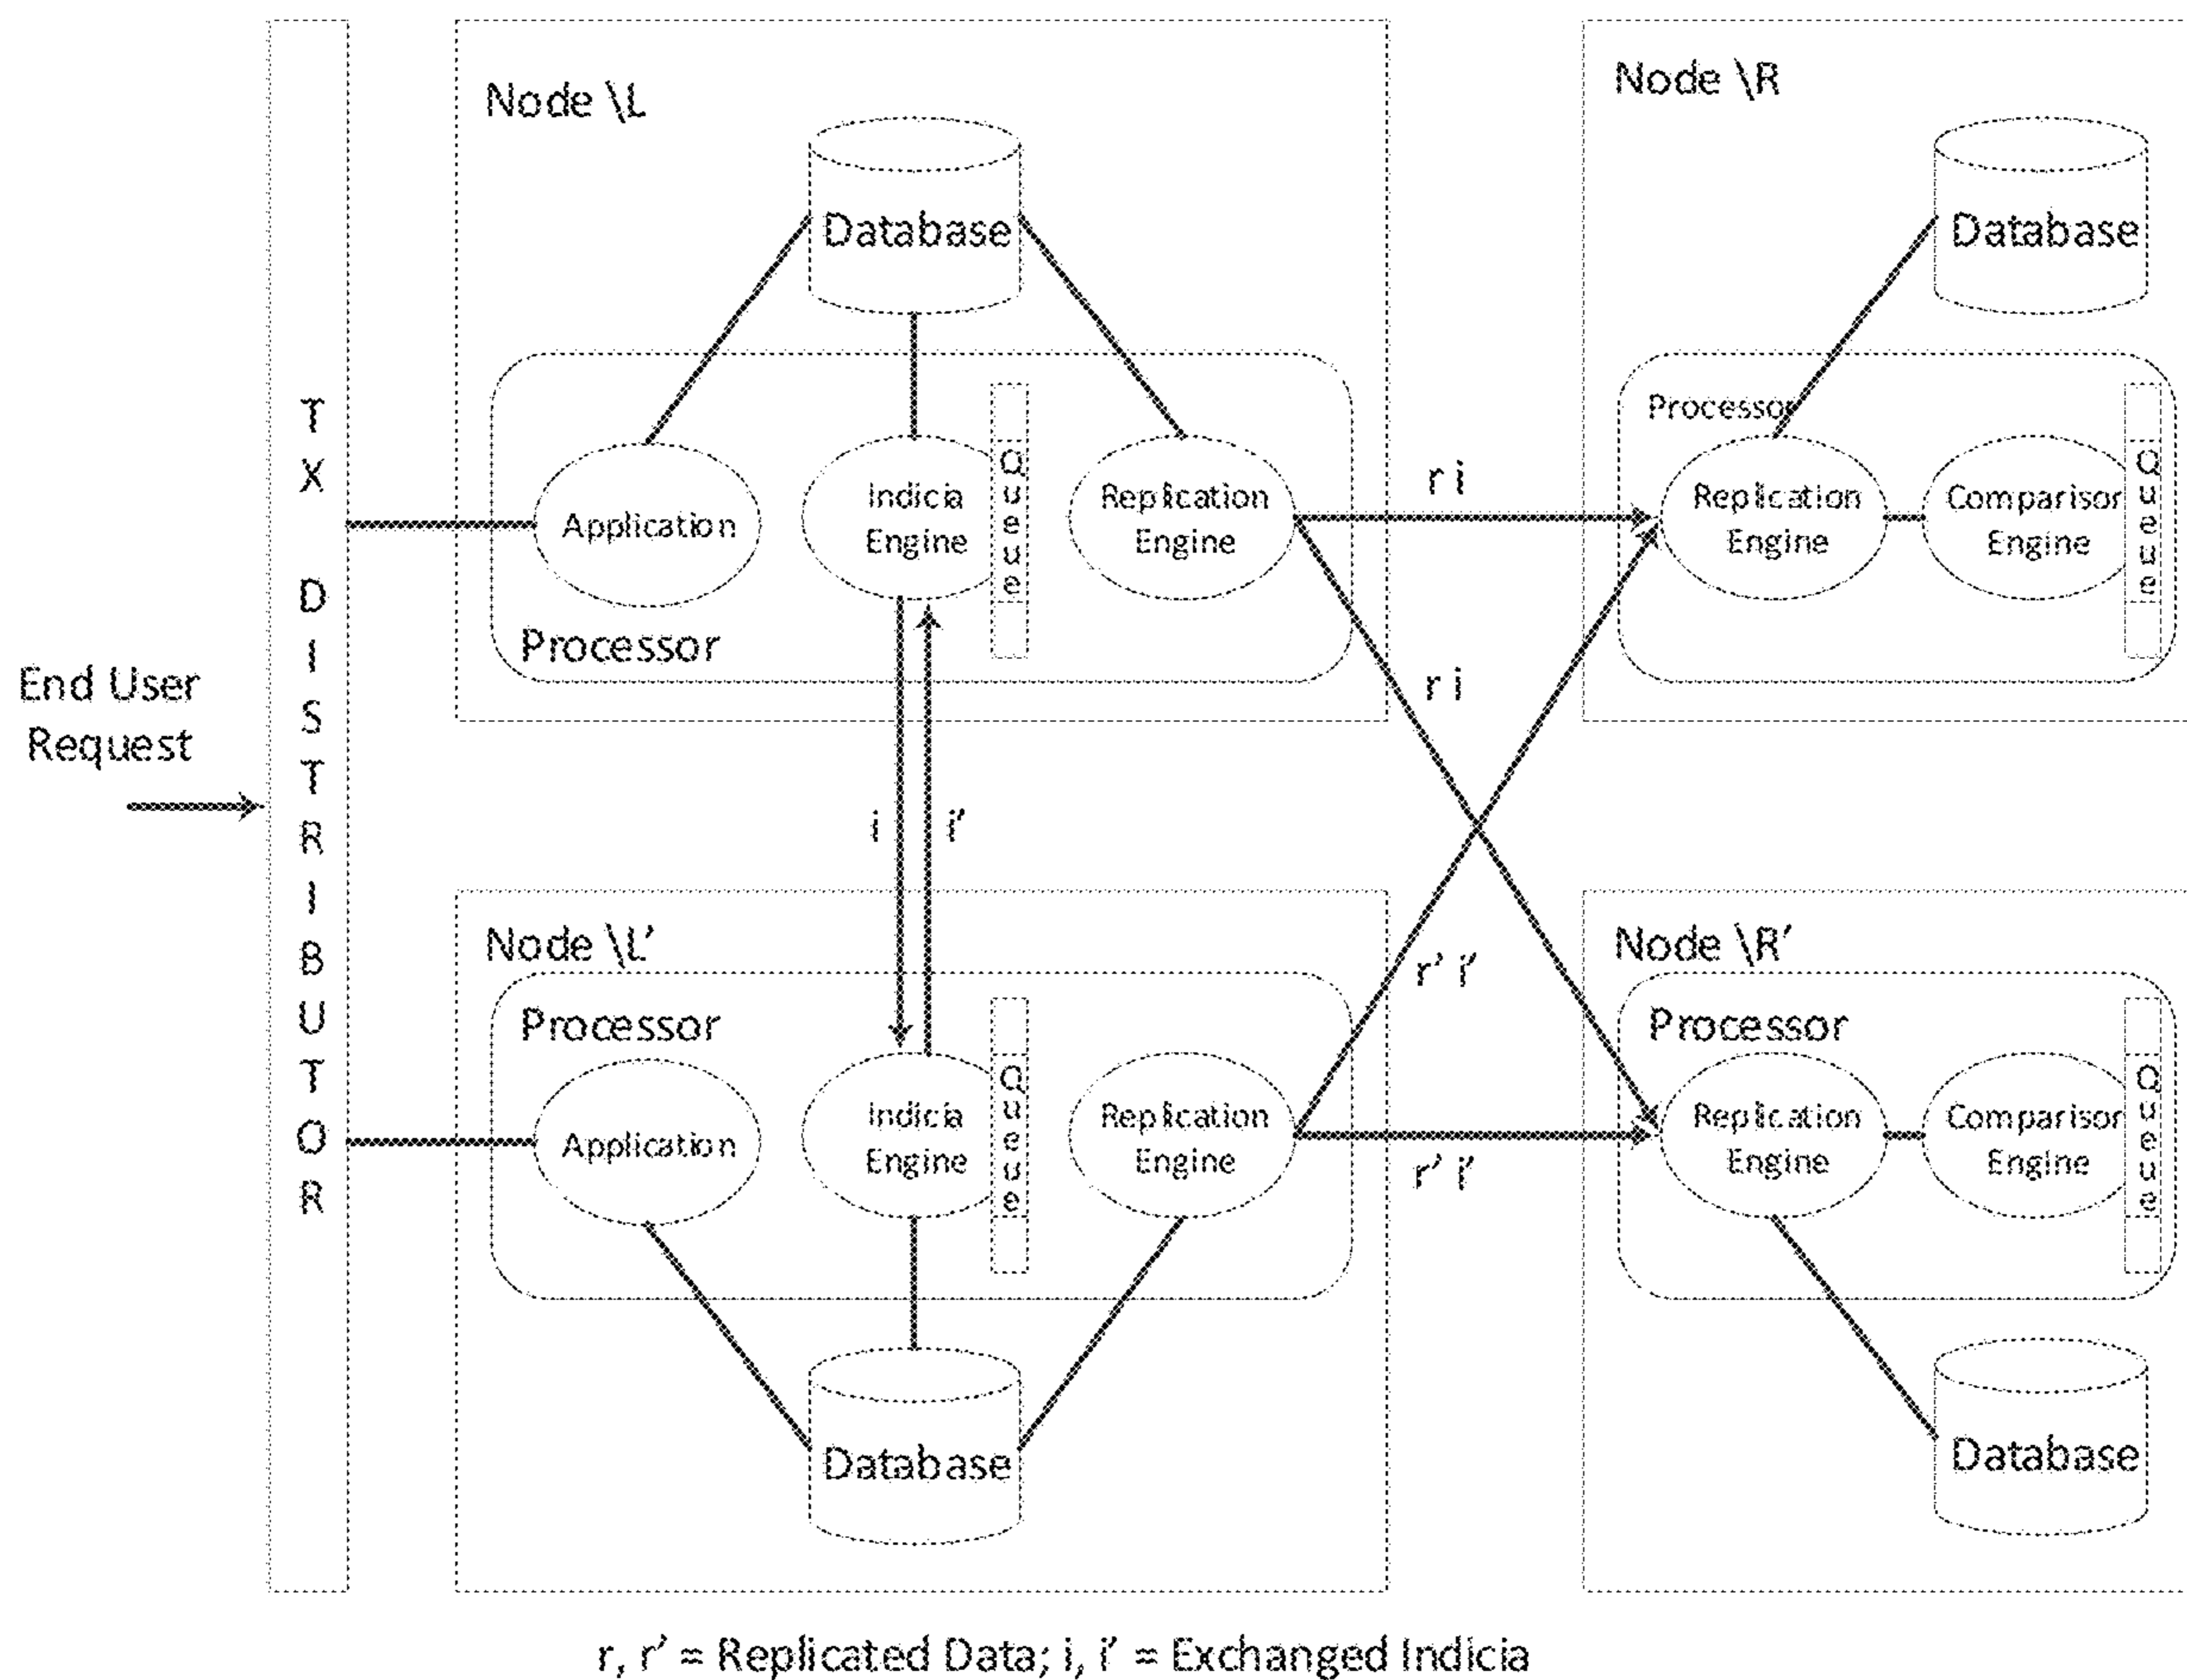 End User
Request
TX DISTRIBUTOR
Node \L
Database
Application
Indicia
Engine
Queue
Replication
Engine
Processor
r i
r i
Node \R
Database
Processor
Replication
Engine
Comparison
Engine
Queue
i
i'
Node \L'
Processor
Application
Indicia
Engine
Queue
Replication
Engine
Database
r' i'
r' i'
Node \R'
Processor
Replication
Engine
Comparison
Engine
Queue
Database
r, r' = Replicated Data; i, i' = Exchanged Indicia